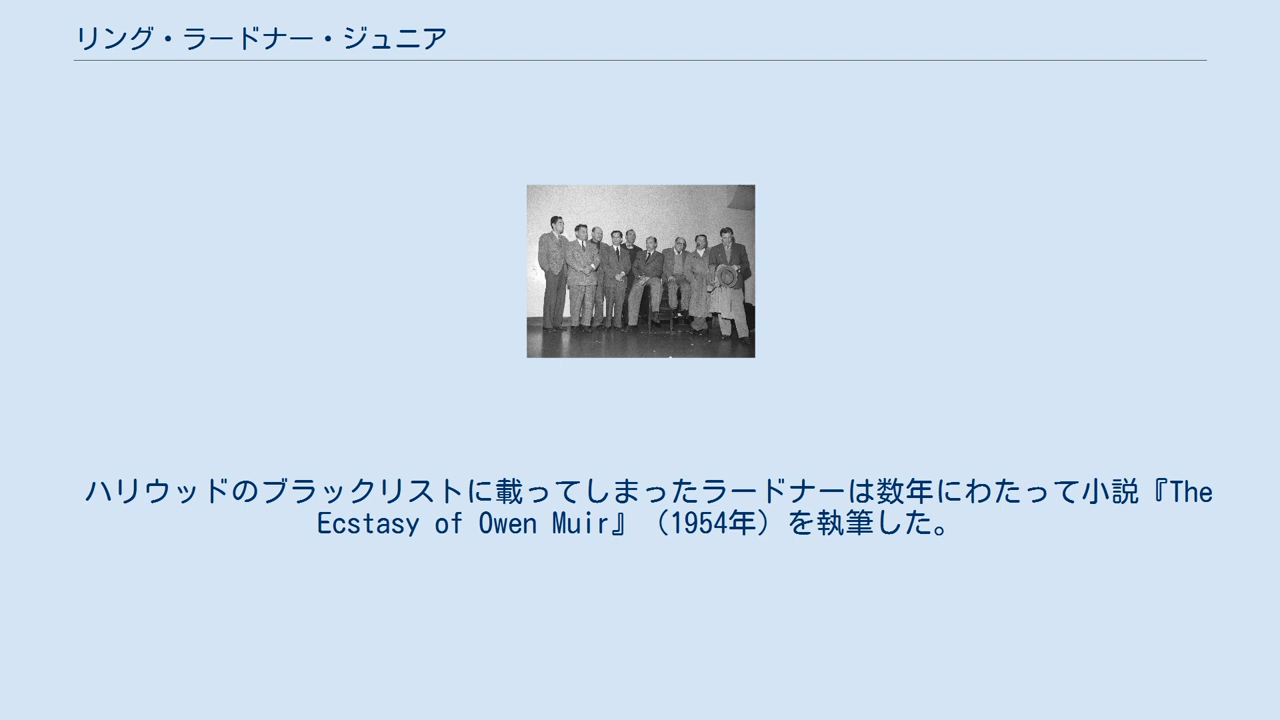 リング・ラードナー・ジュニア
ハリウッドのブラックリストに載ってしまったラードナーは数年にわたって小説『The
Ecstasy of Owen Muir』（1954年）を執筆した。